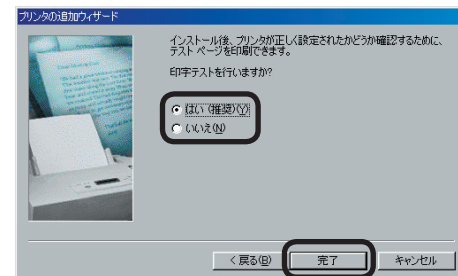 プリンタの追加ウィザード
インストール後、プリンタが正しく設定されたかどうか確認するために、
テスト ページを印刷できます。
印字テストを行いますか?
はい (推奨)(Y)
いいえ(N)
< 戻る(B)
完了
キャンセル